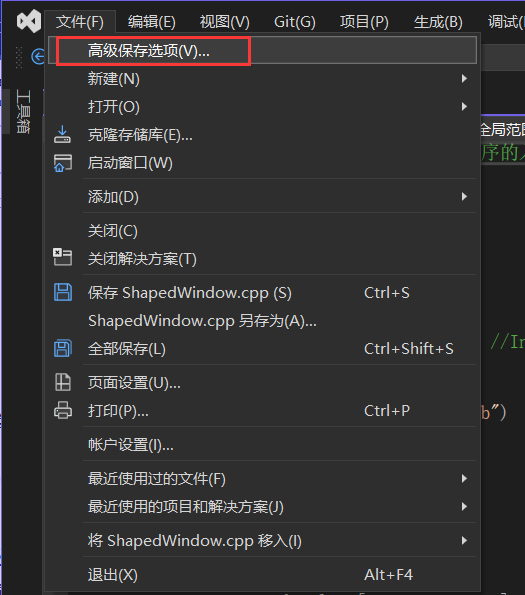 文件(F) 编辑(E) 视图(V) Git(G) 项目(P) 生成(B) 调试(
高级保存选项(V)...
新建(N)
打开(O)
工具箱
全局范围
克隆存储库(E)...
序的
启动窗口(W)
添加(D)
关闭(C)
关闭解决方案(T)
保存 ShapedWindow.cpp (S) Ctrl+S
ShapedWindow.cpp 另存为(A)...
全部保存(L) Ctrl+Shift+S
//In
页面设置(U)...
打印(P)... Ctrl+P
b")
帐户设置(I)...
最近使用过的文件(F)
最近使用的项目和解决方案(J)
将 ShapedWindow.cpp 移入(I)
退出(X) Alt+F4